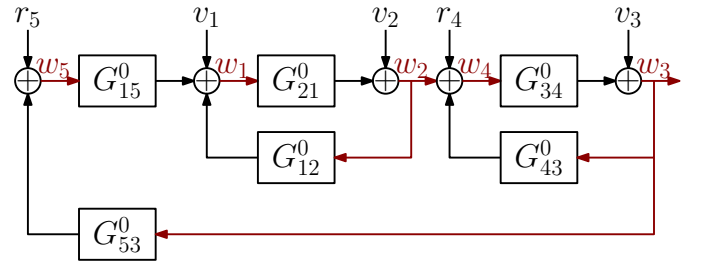 r₅ v₁ v₂ r₄ v₃
w₅ G⁰₁₅ w₁ G⁰₂₁ w₂ w₄ G⁰₃₄ w₃
G⁰₁₂ G⁰₄₃
G⁰₅₃